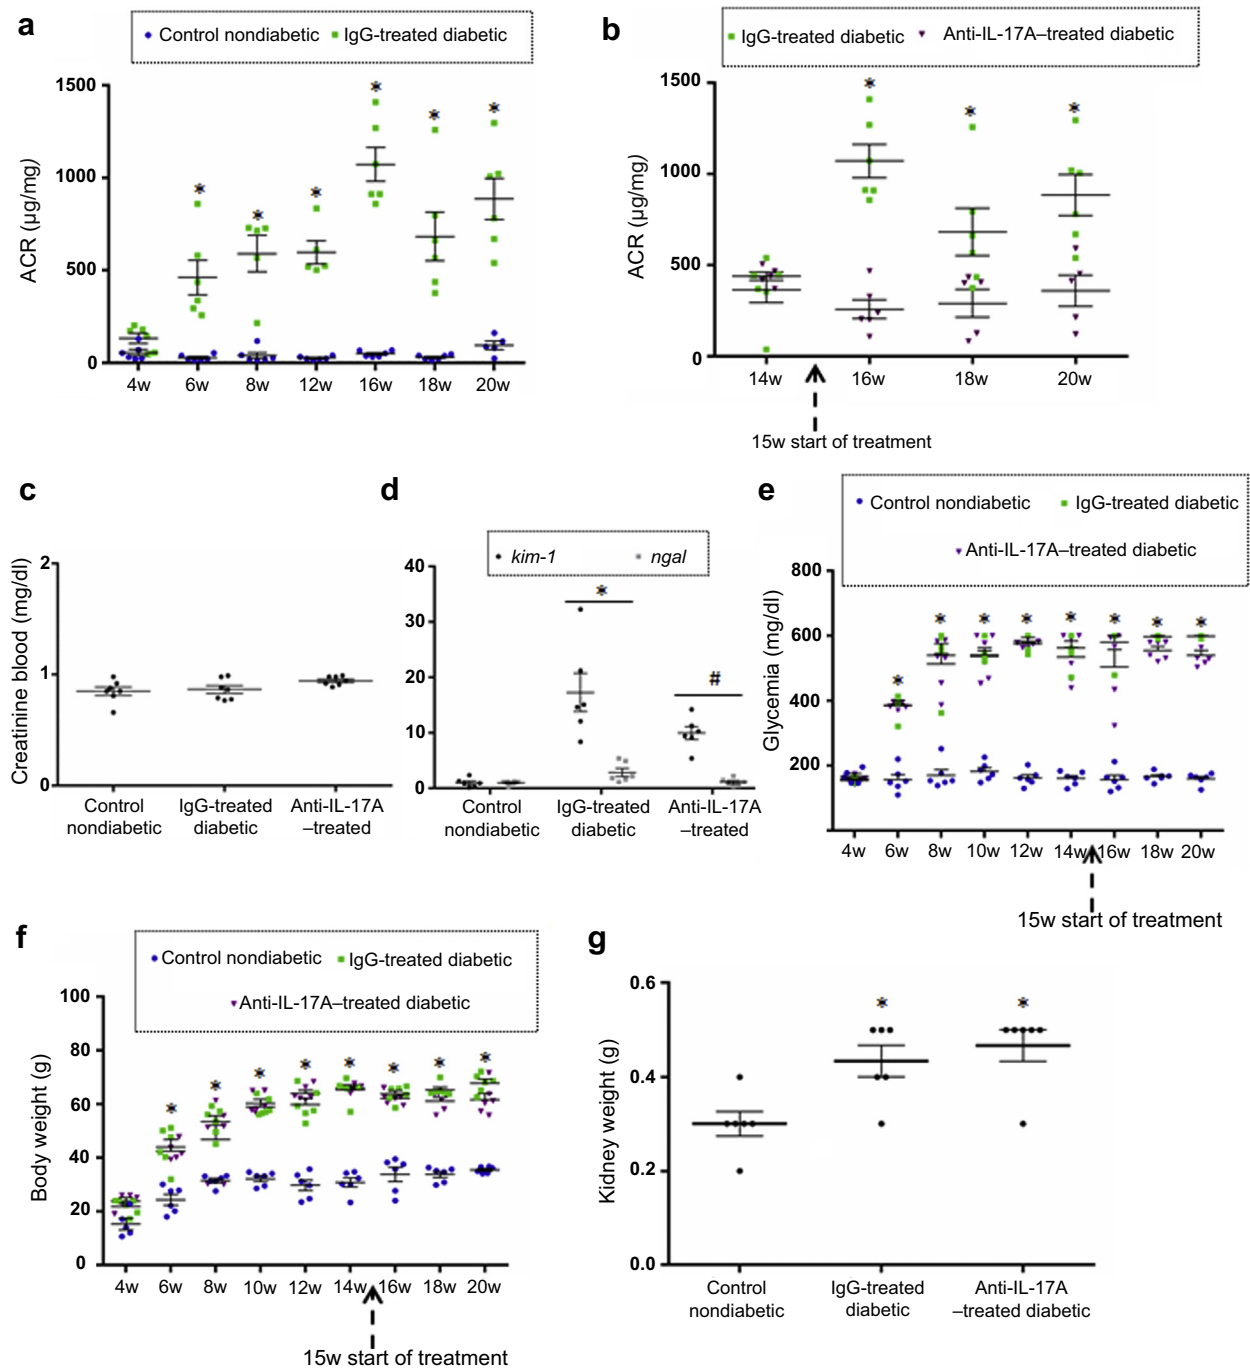 a
Control nondiabetic IgG-treated diabetic
ACR (µg/mg)
1500
1000
500
0
4w 6w 8w 12w 16w 18w 20w
* * * * * *
b
IgG-treated diabetic Anti-IL-17A–treated diabetic
ACR (µg/mg)
1500
1000
500
0
14w 16w 18w 20w
* * *
15w start of treatment
c
Creatinine blood (mg/dl)
2
1
0
Control nondiabetic
IgG-treated diabetic
Anti-IL-17A –treated
d
kim-1 ngal
40
30
20
10
0
*
#
Control nondiabetic
IgG-treated diabetic
Anti-IL-17A –treated
e
Control nondiabetic IgG-treated diabetic
Anti-IL-17A–treated diabetic
Glycemia (mg/dl)
800
600
400
200
* * * * * * * *
4w 6w 8w 10w 12w 14w 16w 18w 20w
15w start of treatment
f
Control nondiabetic IgG-treated diabetic
Anti-IL-17A–treated diabetic
Body weight (g)
100
80
60
40
20
0
* * * * * * * *
4w 6w 8w 10w 12w 14w 16w 18w 20w
15w start of treatment
g
Kidney weight (g)
0.6
0.4
0.2
0.0
* *
Control nondiabetic
IgG-treated diabetic
Anti-IL-17A –treated diabetic